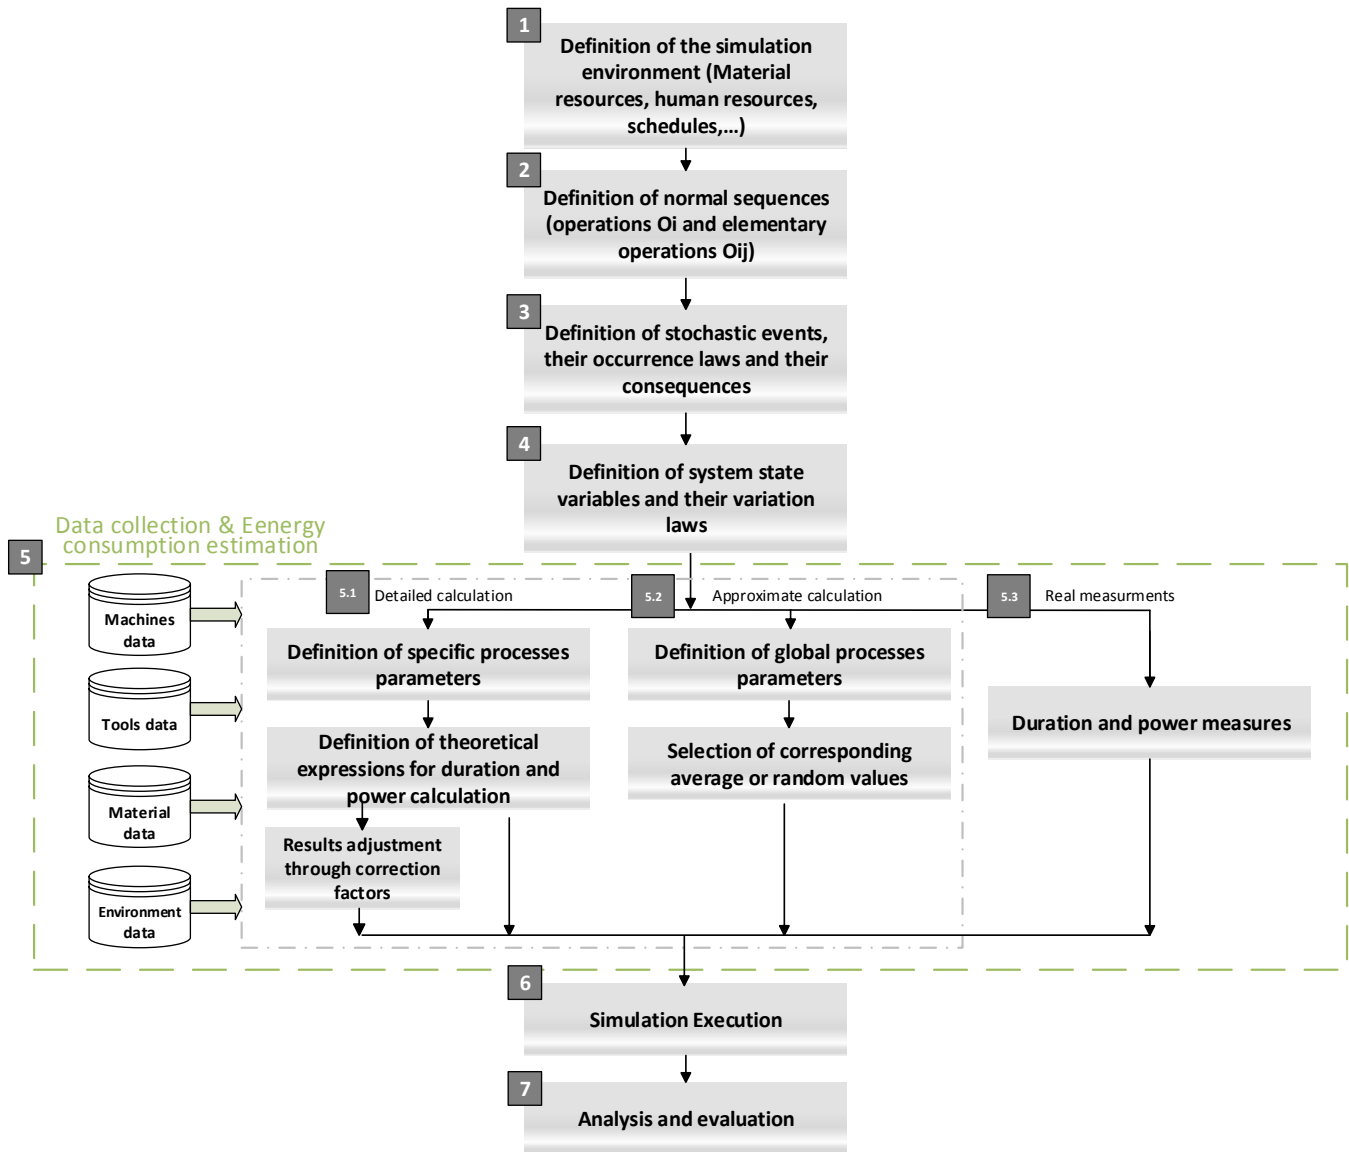 1
Definition of the simulation
environment (Material
resources, human resources,
schedules,...)
2
Definition of normal sequences
(operations Oi and elementary
operations Oij)
3
Definition of stochastic events,
their occurrence laws and their
consequences
4
Definition of system state
variables and their variation
laws
Data collection & Eenergy
consumption estimation
5
Machines
data
Tools data
Material
data
Environment
data
5.1
Detailed calculation
Definition of specific processes
parameters
Definition of theoretical
expressions for duration and
power calculation
Results adjustment
through correction
factors
5.2
Approximate calculation
Definition of global processes
parameters
Selection of corresponding
average or random values
5.3
Real measurments
Duration and power measures
6
Simulation Execution
7
Analysis and evaluation